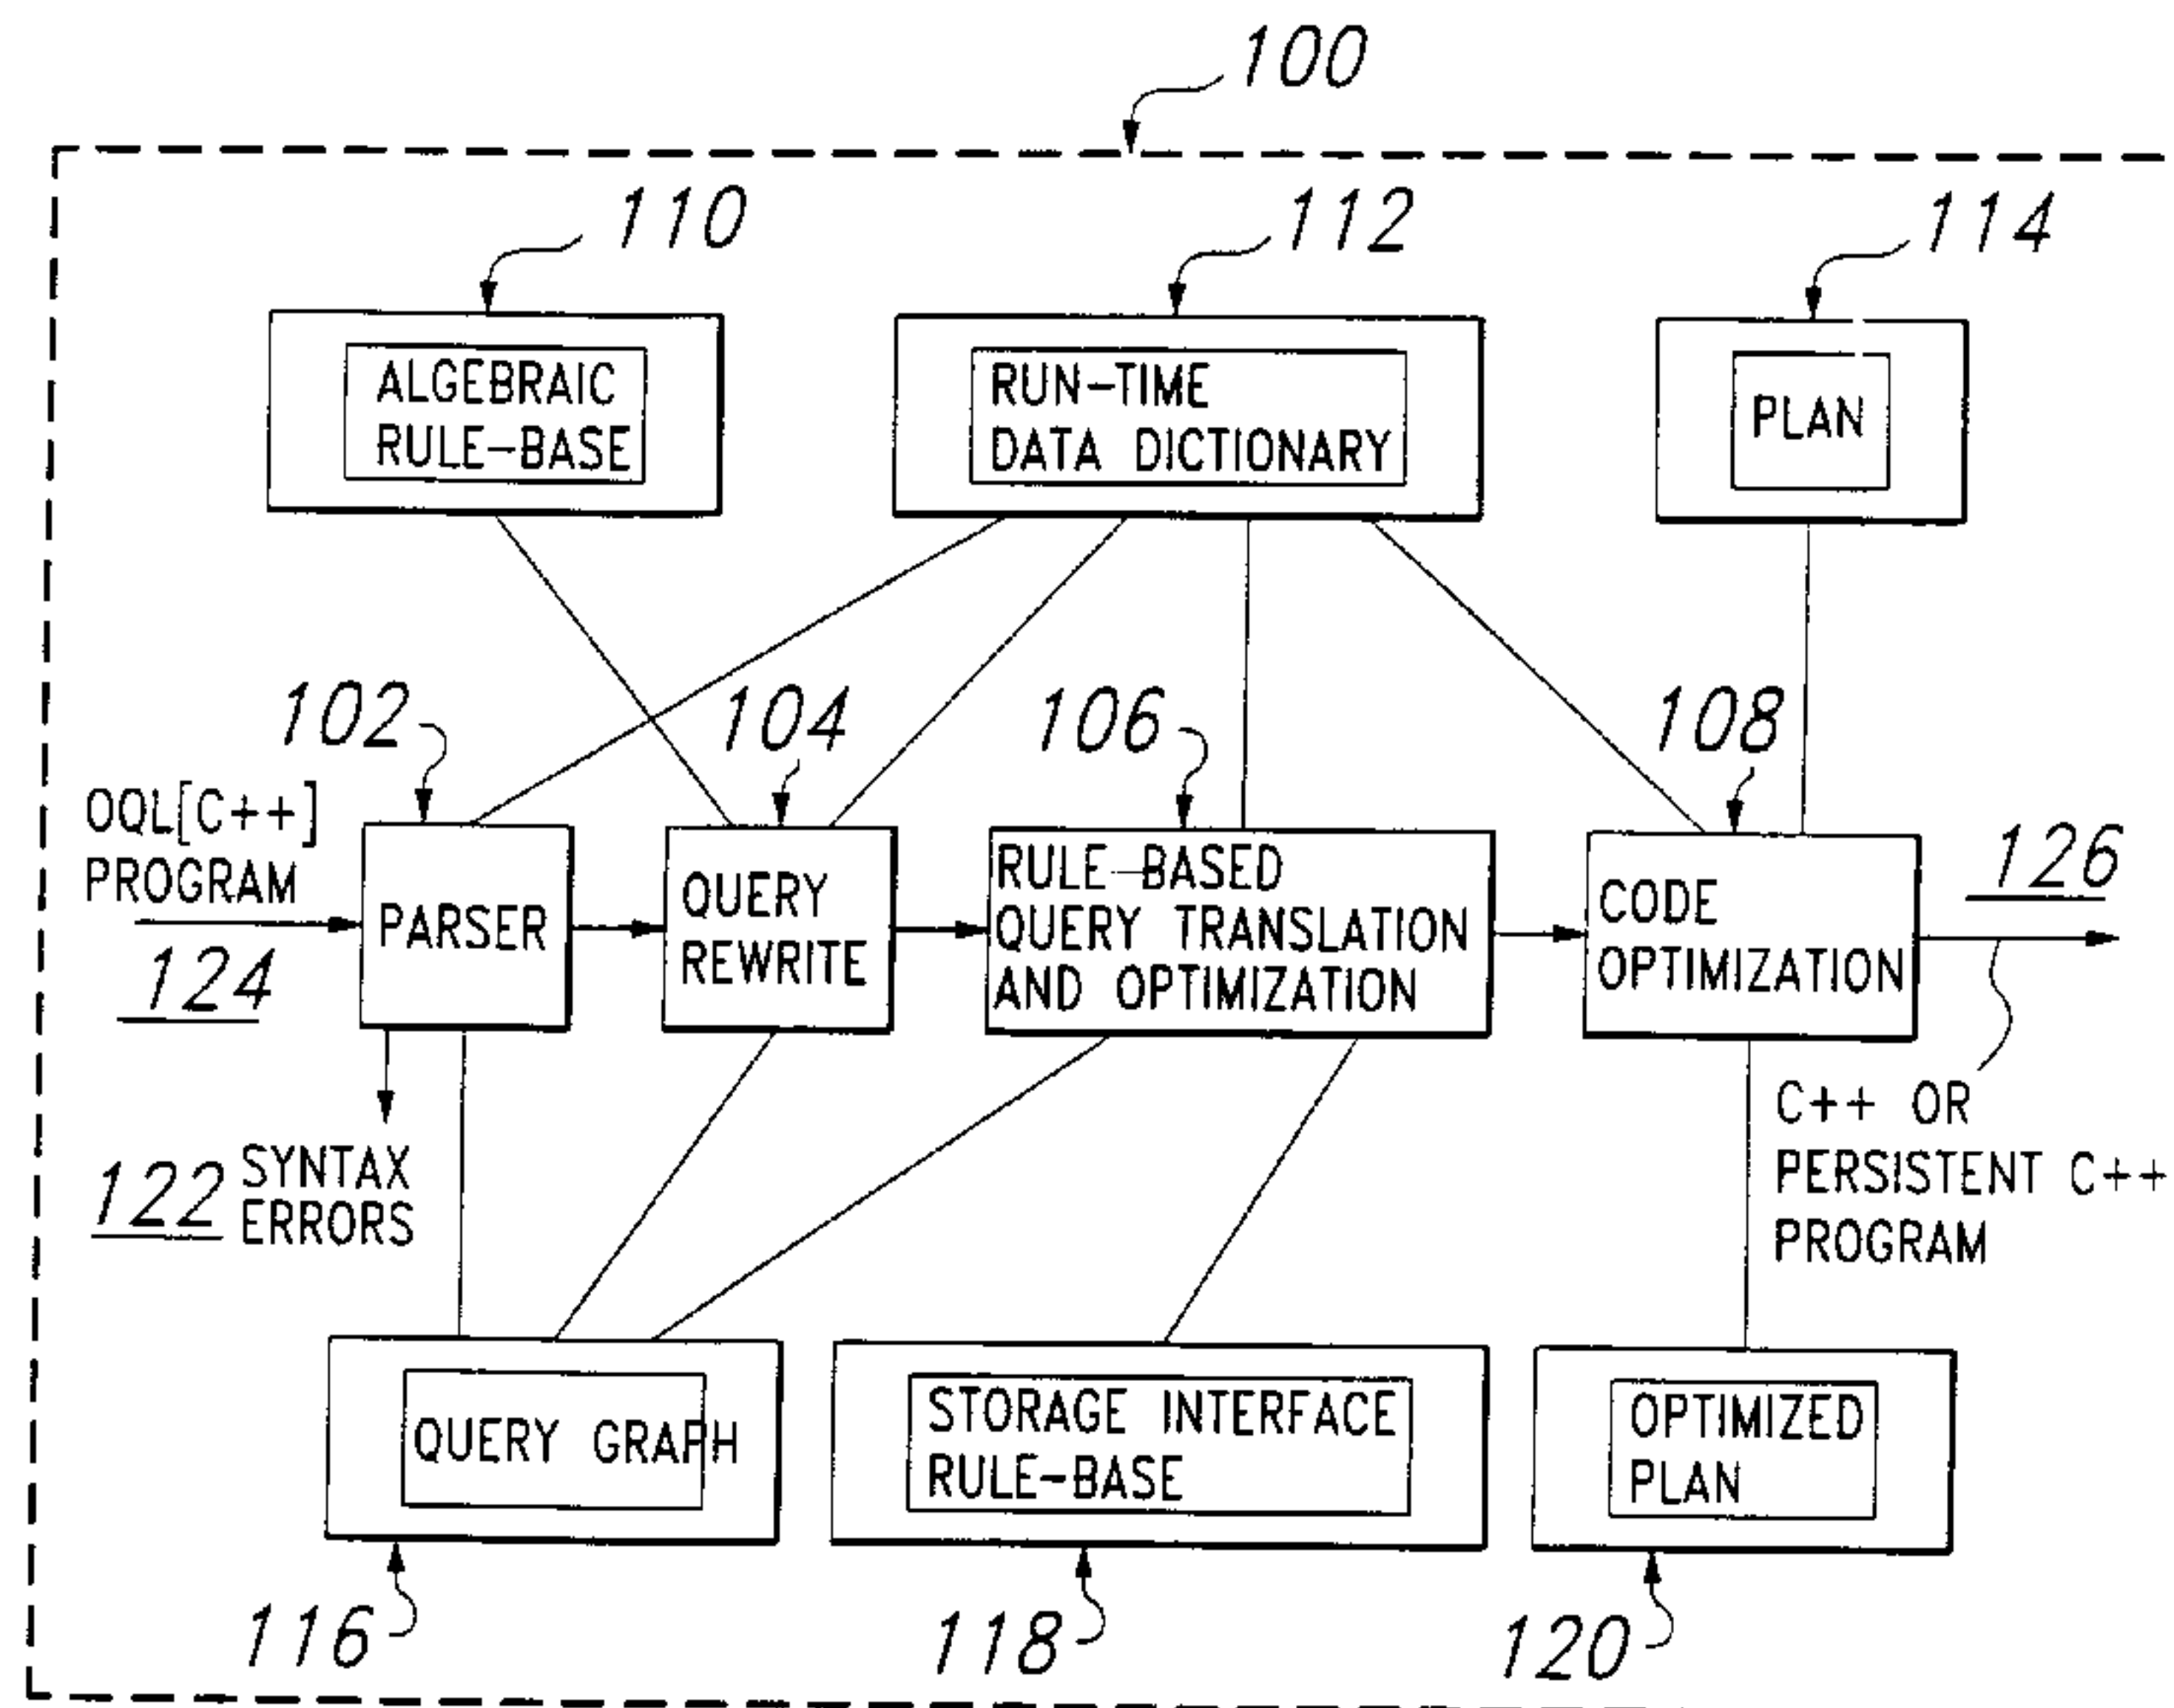 100
110
112
114
ALGEBRAIC
RULE-BASE
RUN-TIME
DATA DICTIONARY
PLAN
102
104
106
108
OQL[C++]
PROGRAM
124
PARSER
QUERY
REWRITE
RULE-BASED
QUERY TRANSLATION
AND OPTIMIZATION
CODE
OPTIMIZATION
126
122
SYNTAX
ERRORS
C++ OR
PERSISTENT C++
PROGRAM
QUERY GRAPH
STORAGE INTERFACE
RULE-BASE
OPTIMIZED
PLAN
116
118
120